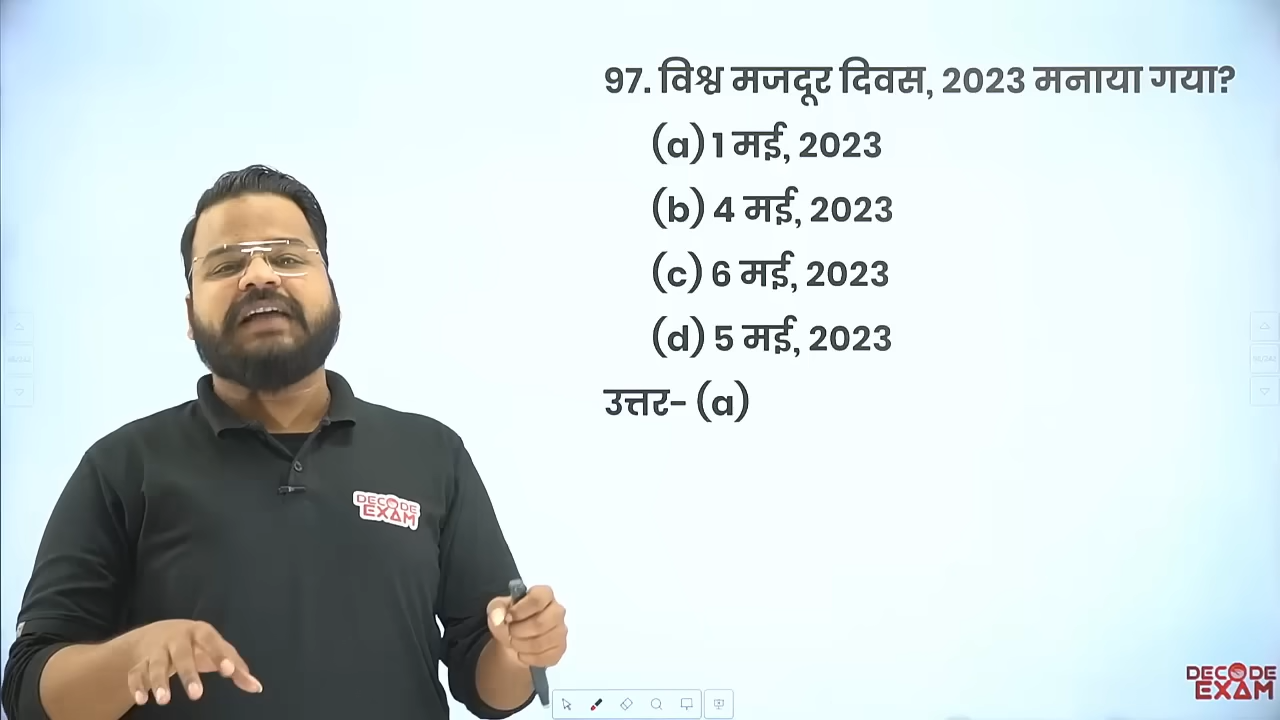 97. विश्व मजदूर दिवस, 2023 मनाया गया?
(a) 1 मई, 2023
(b) 4 मई, 2023
(c) 6 मई, 2023
(d) 5 मई, 2023
उत्तर- (a)
DECODE
EXAM
DECODE
EXAM